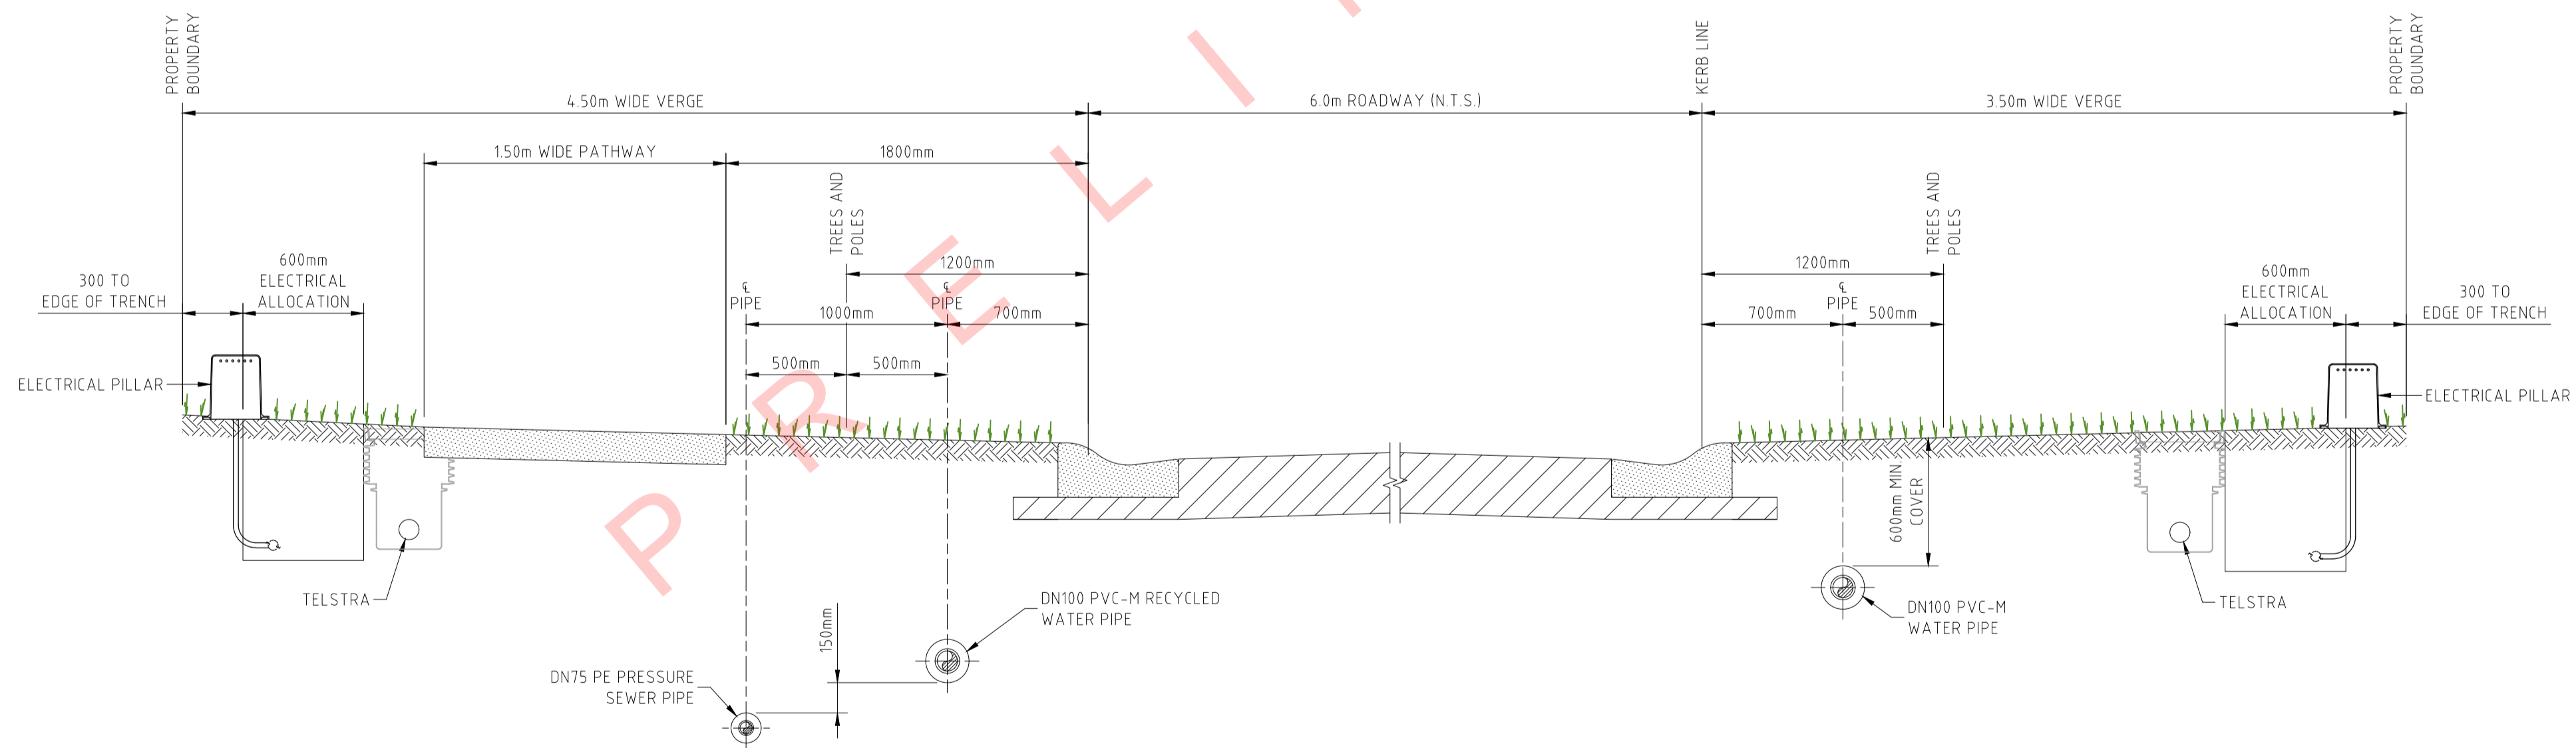 PROPERTY
BOUNDARY
KERB LINE
PROPERTY
BOUNDARY
4.50m WIDE VERGE
6.0m ROADWAY (N.T.S.)
3.50m WIDE VERGE
1.50m WIDE PATHWAY
1800mm
TREES AND
POLES
TREES AND
POLES
1200mm
1200mm
300 TO
EDGE OF TRENCH
600mm
ELECTRICAL
ALLOCATION
℄
PIPE
℄
PIPE
℄
PIPE
600mm
ELECTRICAL
ALLOCATION
300 TO
EDGE OF TRENCH
1000mm
700mm
700mm
500mm
500mm
500mm
ELECTRICAL PILLAR
ELECTRICAL PILLAR
600mm MIN.
COVER
TELSTRA
DN100 PVC-M RECYCLED
WATER PIPE
DN100 PVC-M
WATER PIPE
TELSTRA
150mm
DN75 PE PRESSURE
SEWER PIPE
P R E L I